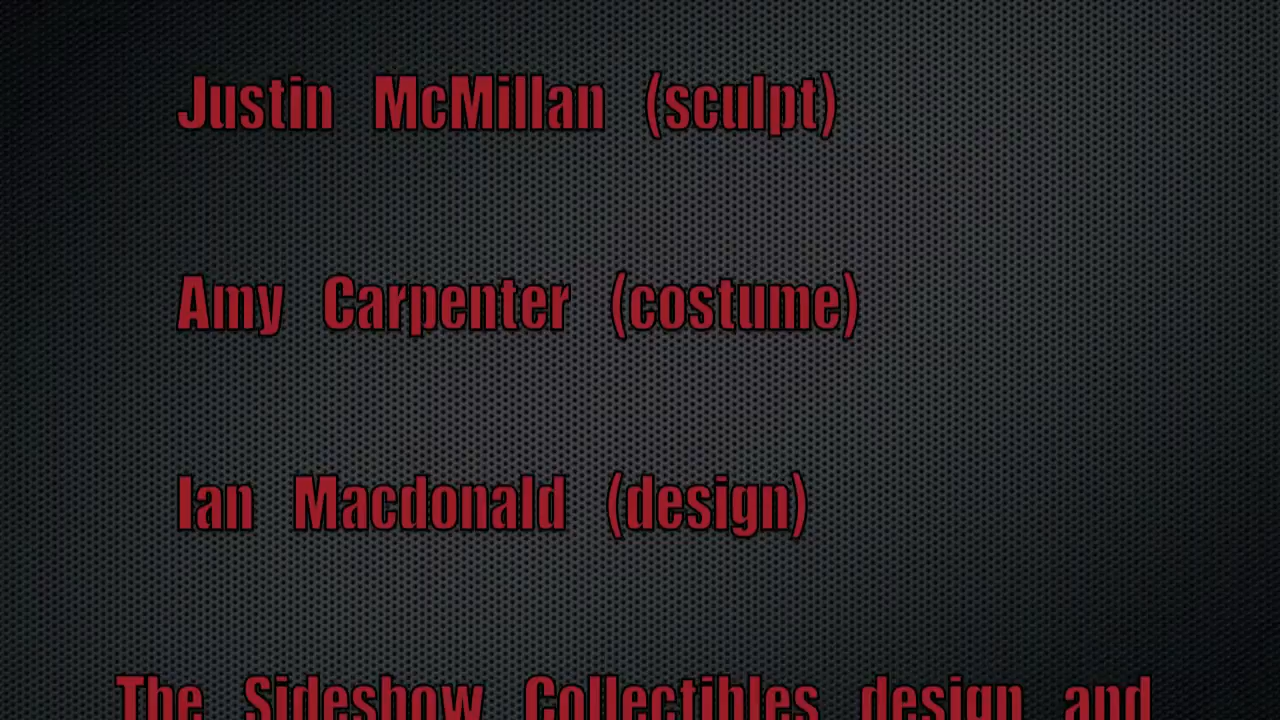 Justin McMillan (sculpt)
Amy Carpenter (costume)
Ian Macdonald (design)
The Sideshow Collectibles design and